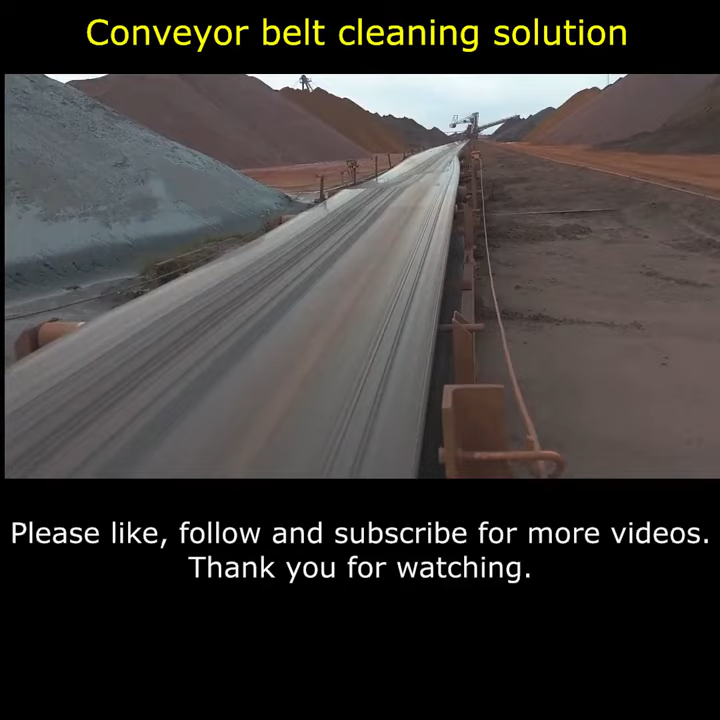 Conveyor belt cleaning solution
Please like, follow and subscribe for more videos.
Thank you for watching.